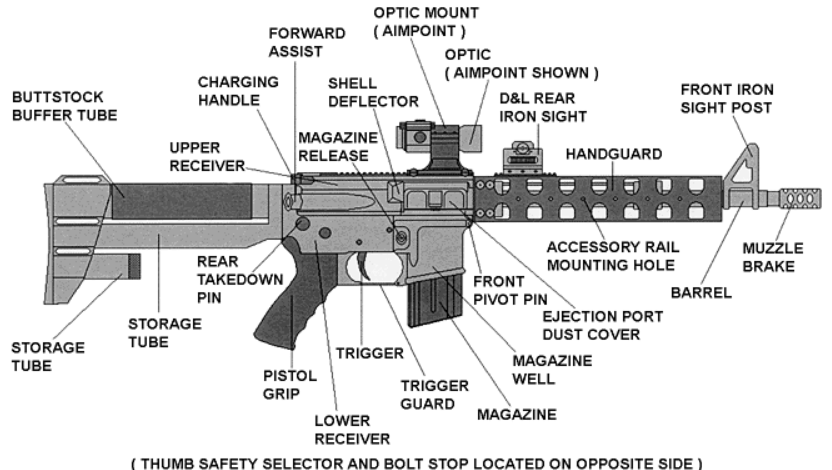 OPTIC MOUNT
( AIMPOINT )
FORWARD
ASSIST
OPTIC
( AIMPOINT SHOWN )
CHARGING
HANDLE
SHELL
DEFLECTOR
D&L REAR
IRON SIGHT
FRONT IRON
SIGHT POST
BUTTSTOCK
BUFFER TUBE
MAGAZINE
RELEASE
UPPER
RECEIVER
HANDGUARD
REAR
TAKEDOWN
PIN
ACCESSORY RAIL
MOUNTING HOLE
MUZZLE
BRAKE
FRONT
PIVOT PIN
BARREL
EJECTION PORT
DUST COVER
STORAGE
TUBE
STORAGE
TUBE
TRIGGER
PISTOL
GRIP
TRIGGER
GUARD
MAGAZINE
WELL
LOWER
RECEIVER
MAGAZINE
( THUMB SAFETY SELECTOR AND BOLT STOP LOCATED ON OPPOSITE SIDE )